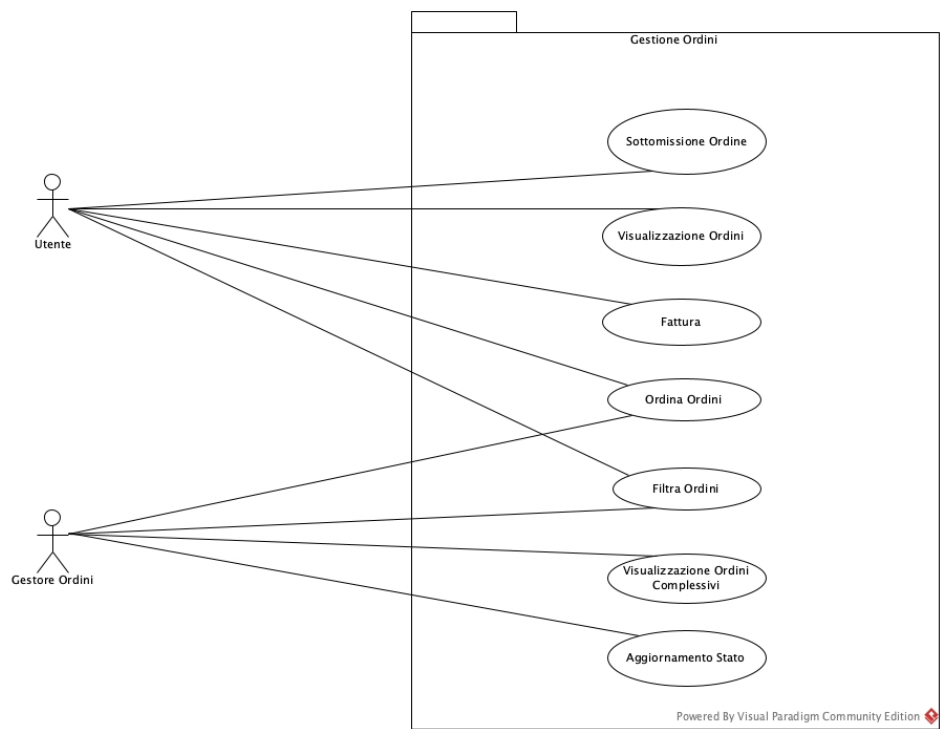 Gestione Ordini
Sottomissione Ordine
Utente
Visualizzazione Ordini
Fattura
Ordina Ordini
Filtra Ordini
Gestore Ordini
Visualizzazione Ordini
Complessivi
Aggiornamento Stato
Powered By Visual Paradigm Community Edition